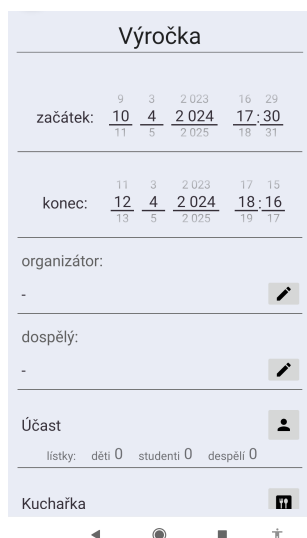 Výročka
9 3 2 023 16 29
začátek: 10 4 2 024 17:30
11 5 2 025 18 31
11 3 2 023 17 15
konec: 12 4 2 024 18:16
13 5 2 025 19 17
organizátor:
-
dospělý:
-
Účast
lístky: děti 0 studenti 0 despělí 0
Kuchařka